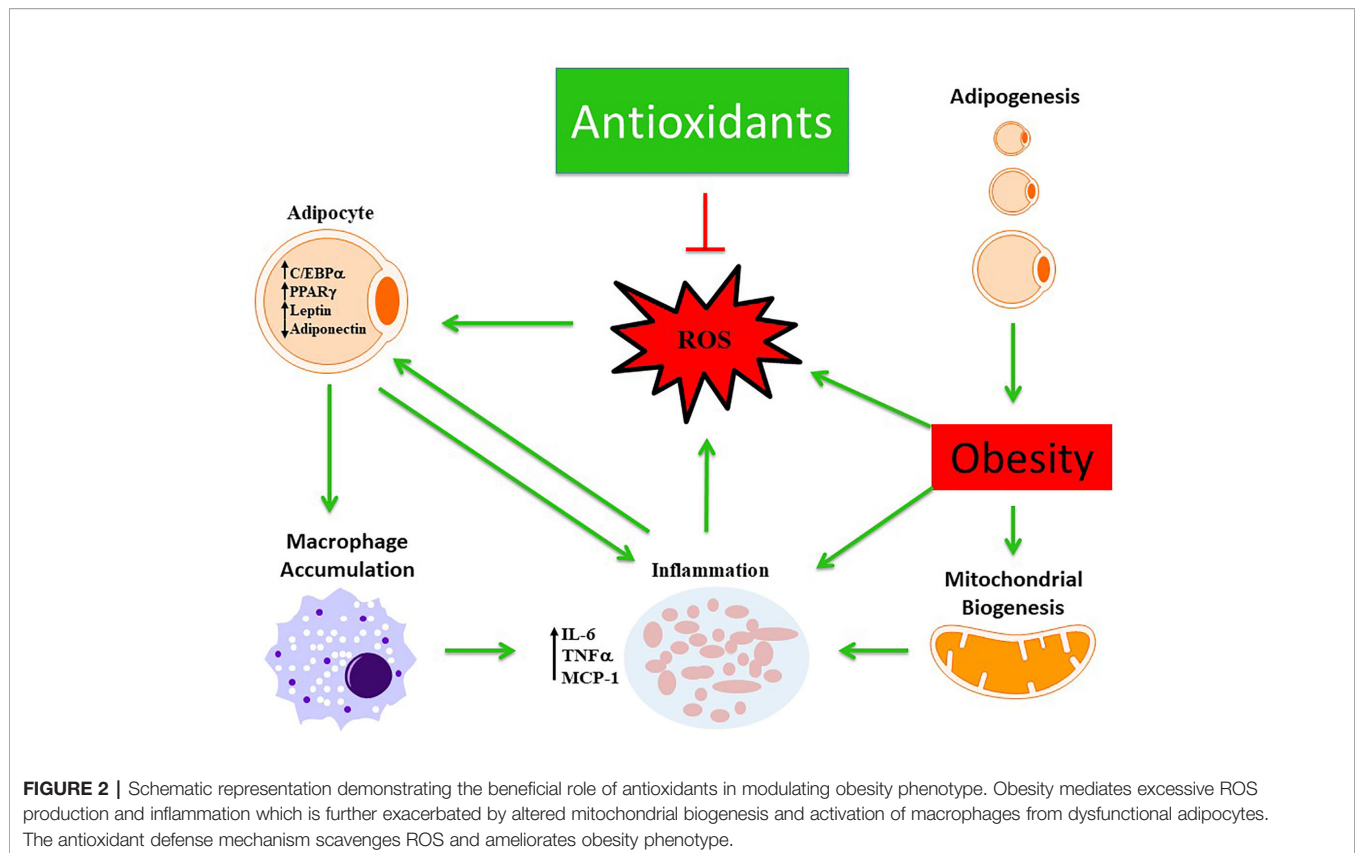 Antioxidants
Adipogenesis
Adipocyte
C/EBPα
PPARγ
Leptin
Adiponectin
ROS
Obesity
Macrophage
Accumulation
Inflammation
IL-6
TNFα
MCP-1
Mitochondrial
Biogenesis
FIGURE 2 | Schematic representation demonstrating the beneficial role of antioxidants in modulating obesity phenotype. Obesity mediates excessive ROS
production and inflammation which is further exacerbated by altered mitochondrial biogenesis and activation of macrophages from dysfunctional adipocytes.
The antioxidant defense mechanism scavenges ROS and ameliorates obesity phenotype.